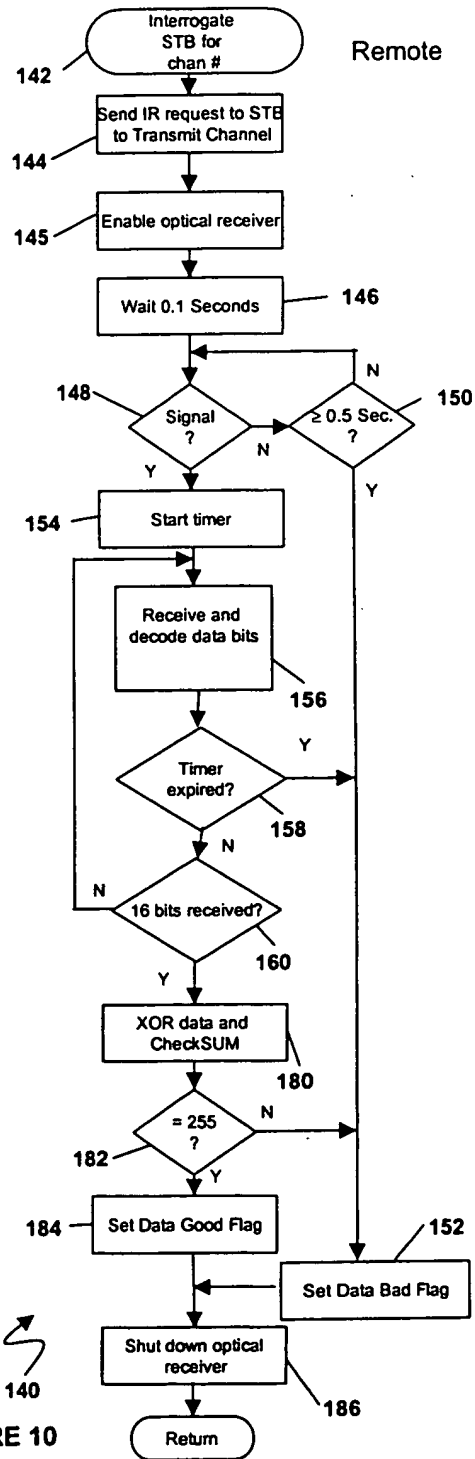 Interrogate
STB for
chan #
Remote
142
Send IR request to STB
to Transmit Channel
144
Enable optical receiver
145
Wait 0.1 Seconds
146
N
148
Signal
?
N
≥ 0.5 Sec.
?
150
Y
Y
154
Start timer
Receive and
decode data bits
156
Y
Timer
expired?
158
N
N
16 bits received?
160
Y
XOR data and
CheckSUM
180
N
= 255
?
182
Y
184
Set Data Good Flag
152
Set Data Bad Flag
Shut down optical
receiver
186
140
RE 10
Return